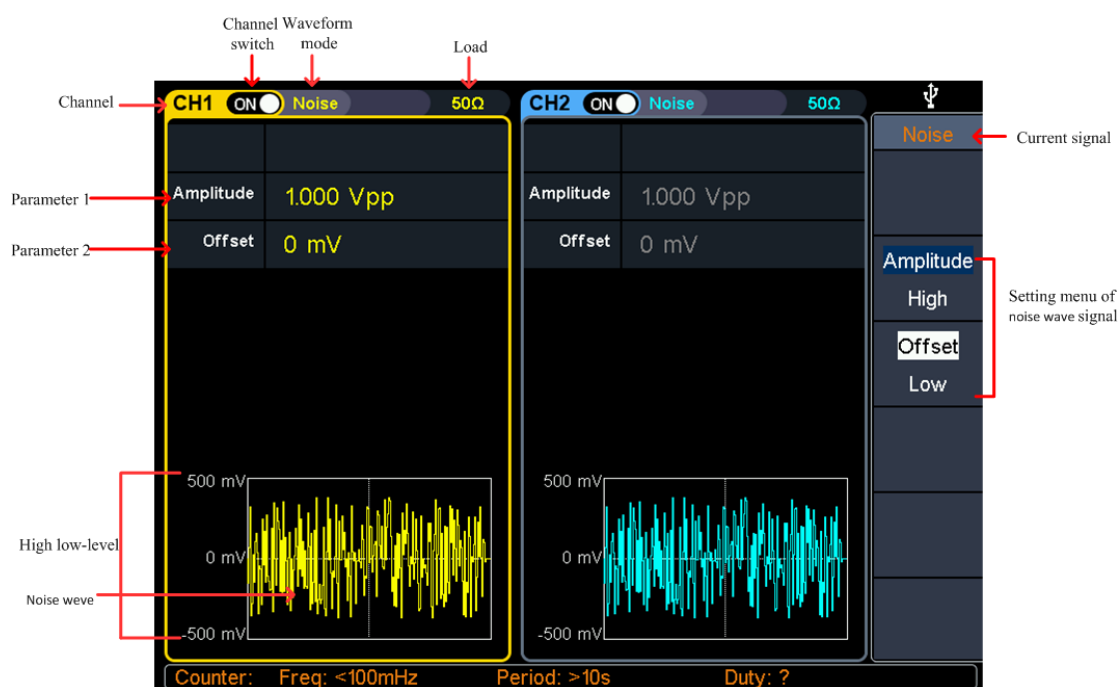 Channel switch
Waveform mode
Load
Channel
CH1 ON Noise 50Ω
CH2 ON Noise 50Ω
Noise
Current signal
Parameter 1
Amplitude 1.000 Vpp
Amplitude 1.000 Vpp
Parameter 2
Offset 0 mV
Offset 0 mV
Amplitude
High
Offset
Low
Setting menu of
noise wave signal
500 mV
0 mV
-500 mV
500 mV
0 mV
-500 mV
High low-level
Noise weve
Counter: Freq: <100mHz Period: >10s Duty: ?